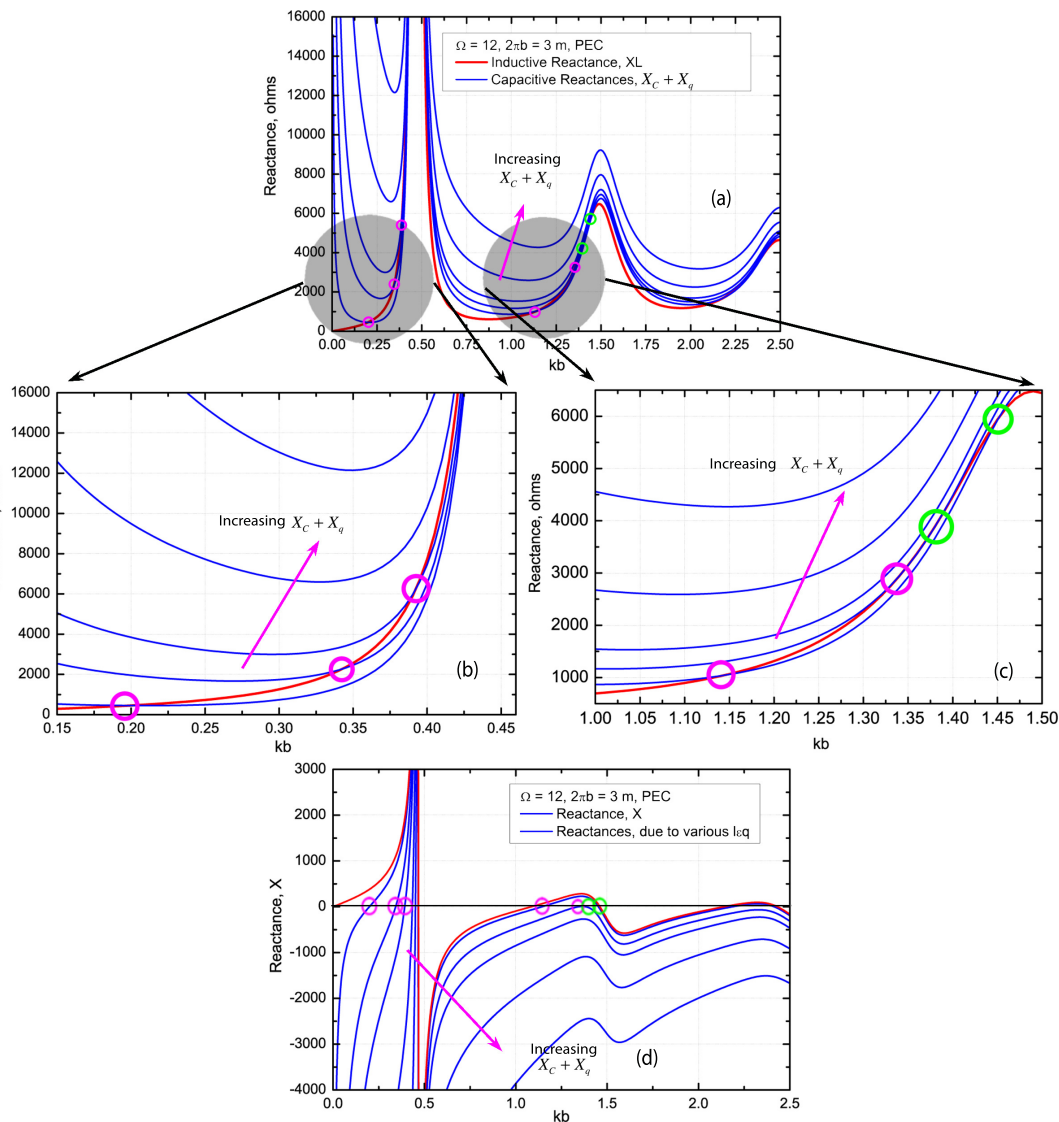 16000
14000
12000
10000
8000
6000
4000
2000
0
Reactance, ohms
Ω = 12, 2πb = 3 m, PEC
Inductive Reactance, XL
Capacitive Reactances, X_C + X_q
Increasing
X_C + X_q
(a)
0.00 0.25 0.50 0.75 1.00 1.25 1.50 1.75 2.00 2.25 2.50
kb
16000
14000
12000
10000
8000
6000
4000
2000
0
Increasing X_C + X_q
(b)
0.15 0.20 0.25 0.30 0.35 0.40 0.45
kb
6000
5000
4000
3000
2000
1000
Reactance, ohms
Increasing X_C + X_q
(c)
1.00 1.05 1.10 1.15 1.20 1.25 1.30 1.35 1.40 1.45 1.50
kb
3000
2000
1000
0
-1000
-2000
-3000
-4000
Reactance, X
Ω = 12, 2πb = 3 m, PEC
Reactance, X
Reactances, due to various lεq
Increasing
X_C + X_q
(d)
0.0 0.5 1.0 1.5 2.0 2.5
kb